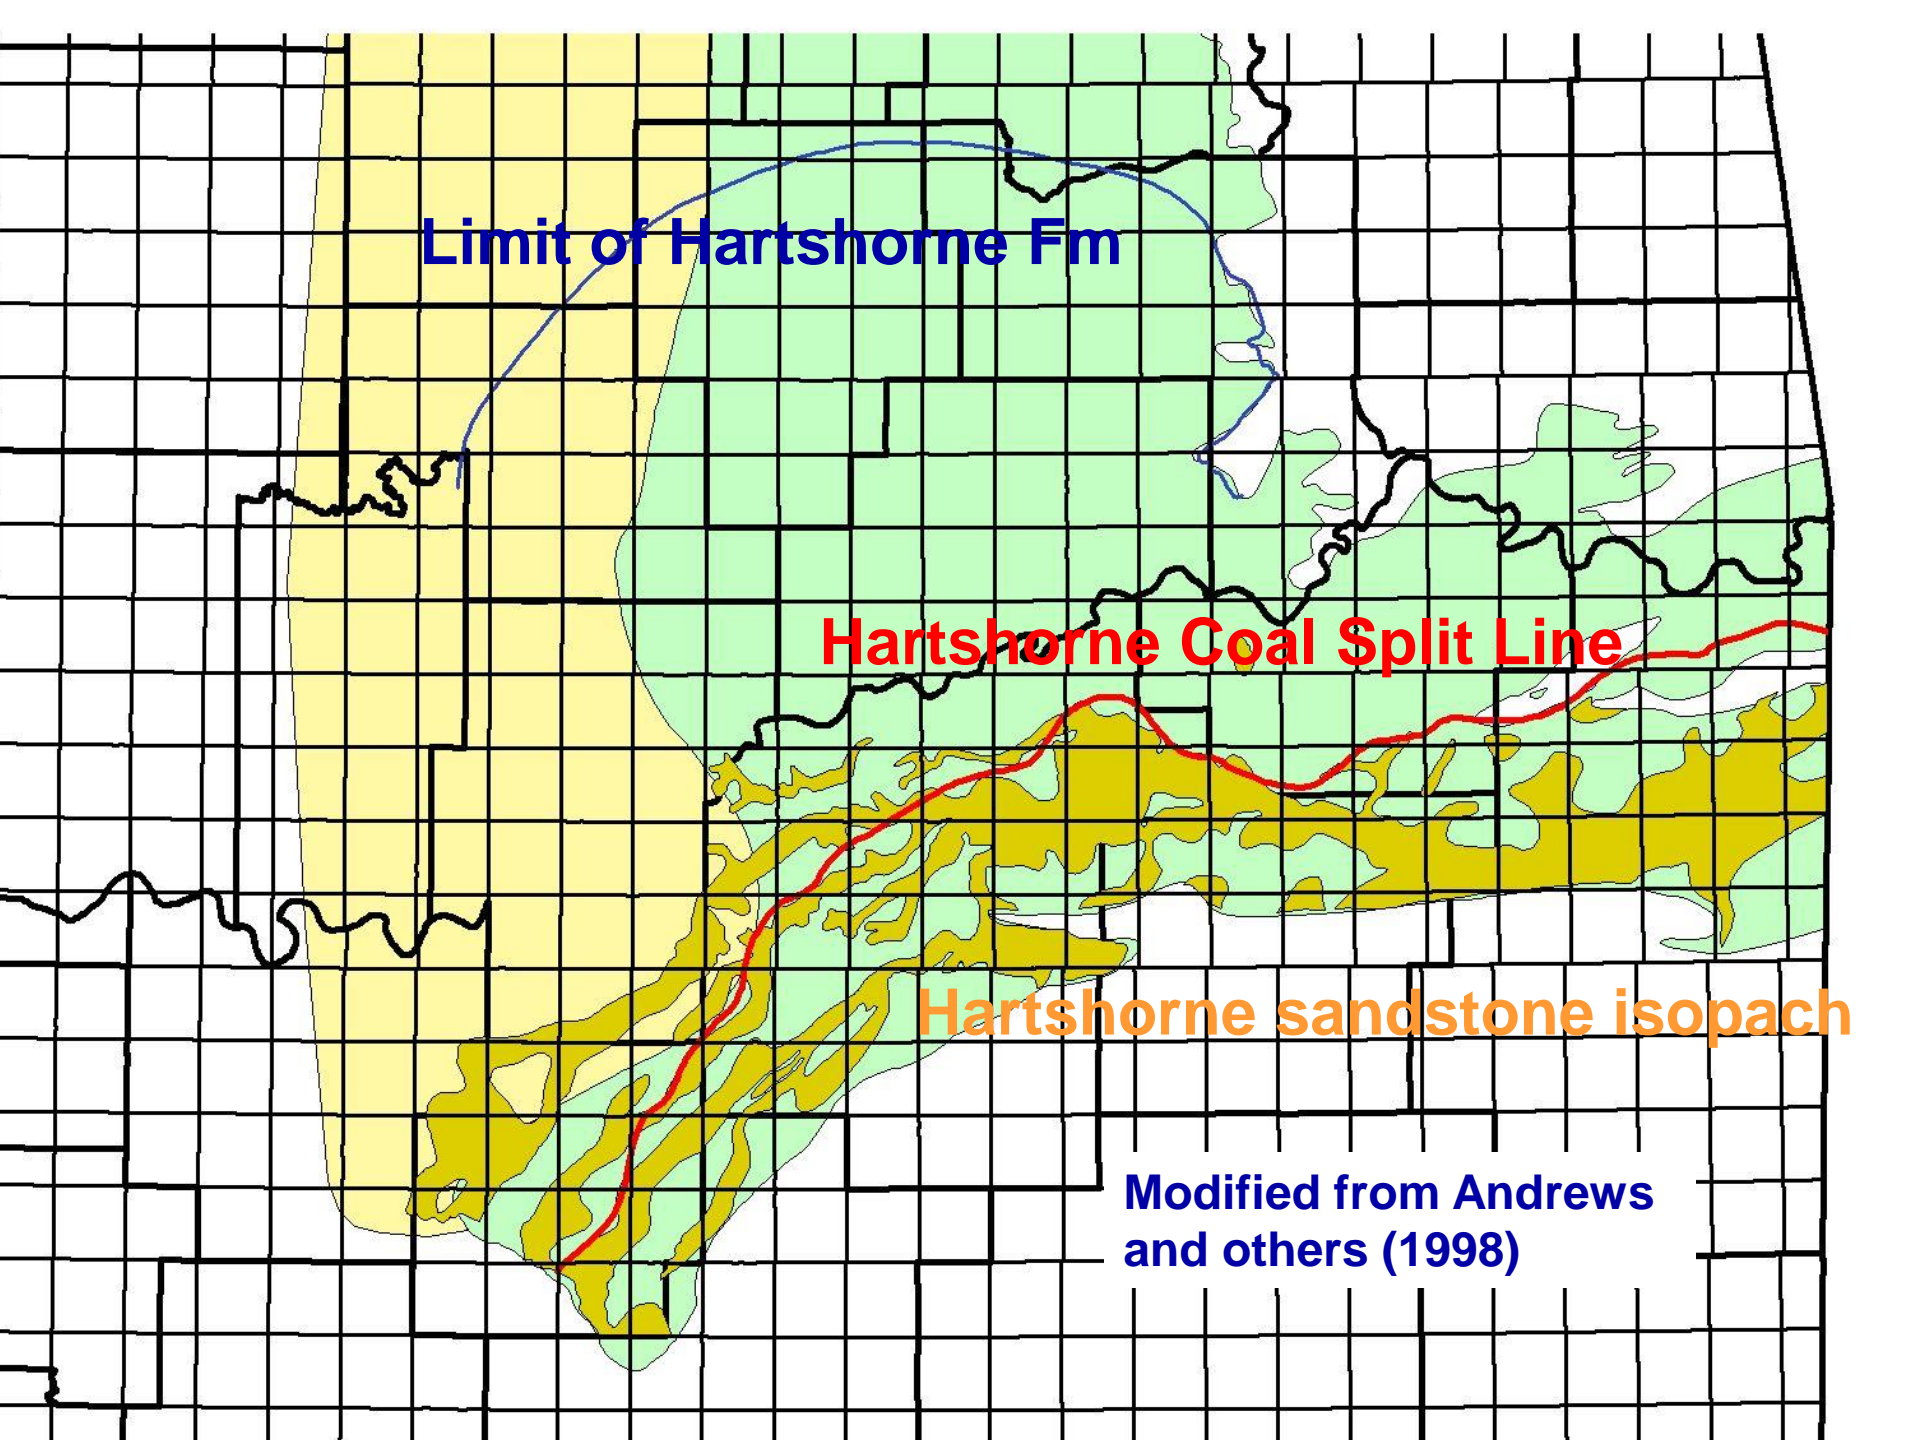 Limit of Hartshorne Fm
Hartshorne Coal Split Line
Hartshorne sandstone isopach
Modified from Andrews
and others (1998)